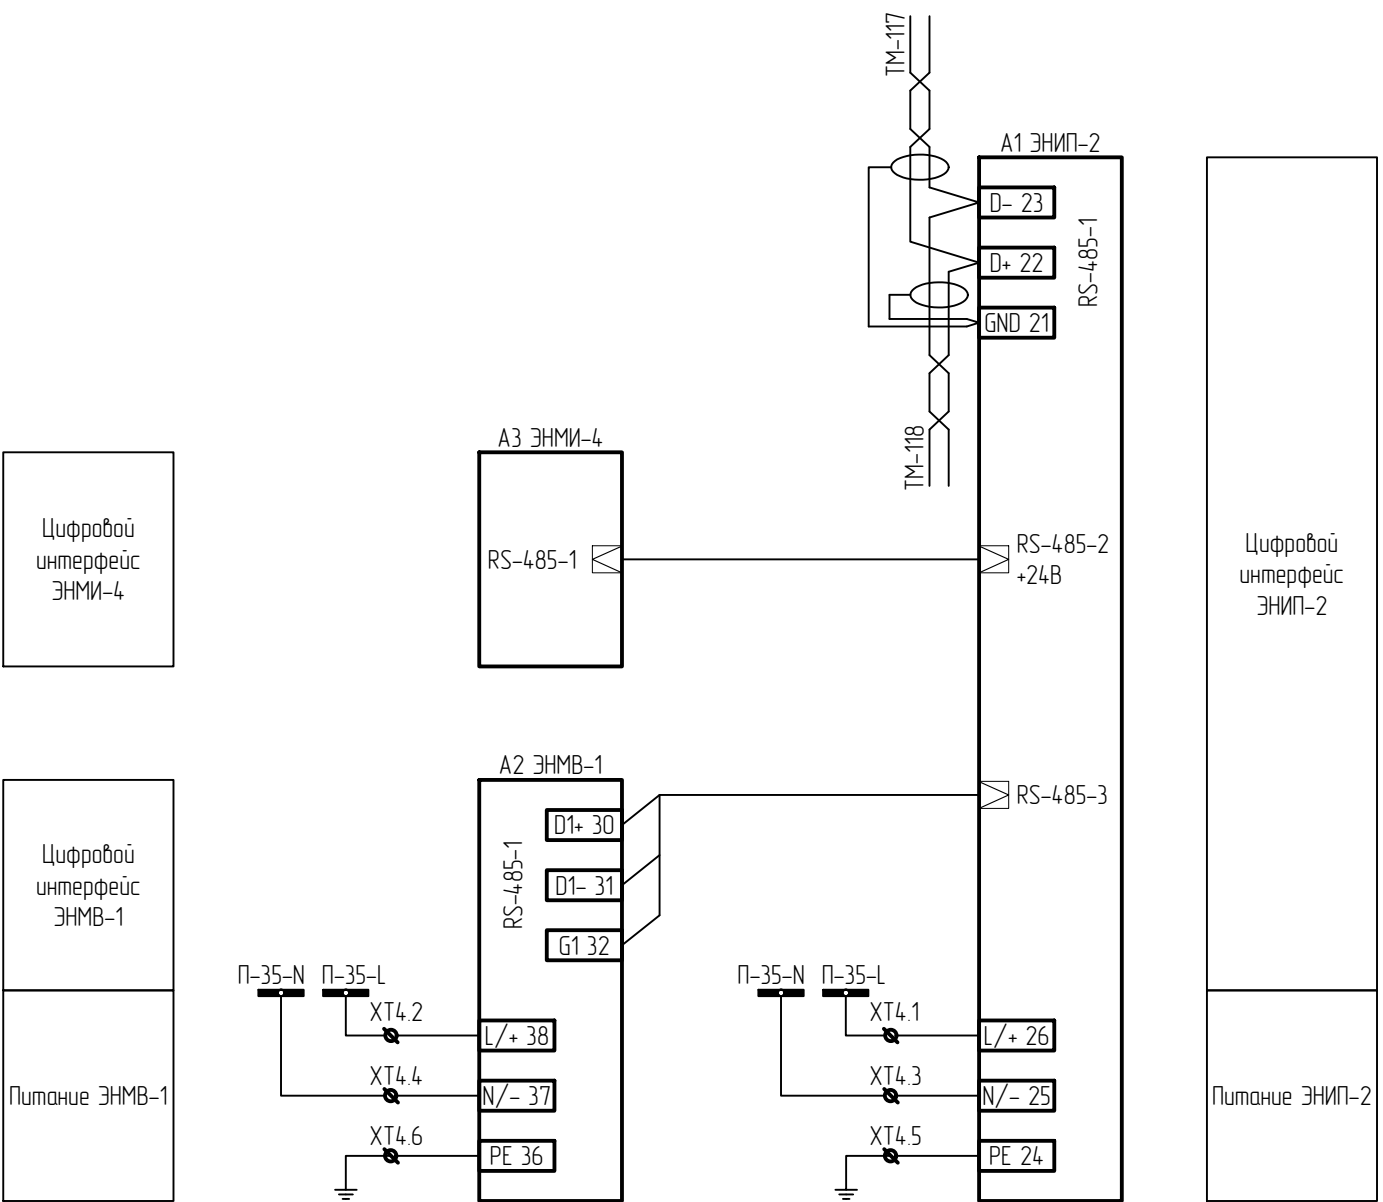 ТМ-117
А1 ЭНИП-2
D- 23
D+ 22
GND 21
RS-485-1
ТМ-118
А3 ЭНМИ-4
RS-485-1
RS-485-2
+24В
Цифровой
интерфейс
ЭНМИ-4
Цифровой
интерфейс
ЭНИП-2
А2 ЭНМВ-1
D1+ 30
D1- 31
G1 32
RS-485-1
RS-485-3
Цифровой
интерфейс
ЭНМВ-1
П-35-N П-35-L
ХТ4.2
L/+ 38
ХТ4.4
N/- 37
ХТ4.6
PE 36
Питание ЭНМВ-1
П-35-N П-35-L
ХТ4.1
L/+ 26
ХТ4.3
N/- 25
ХТ4.5
PE 24
Питание ЭНИП-2